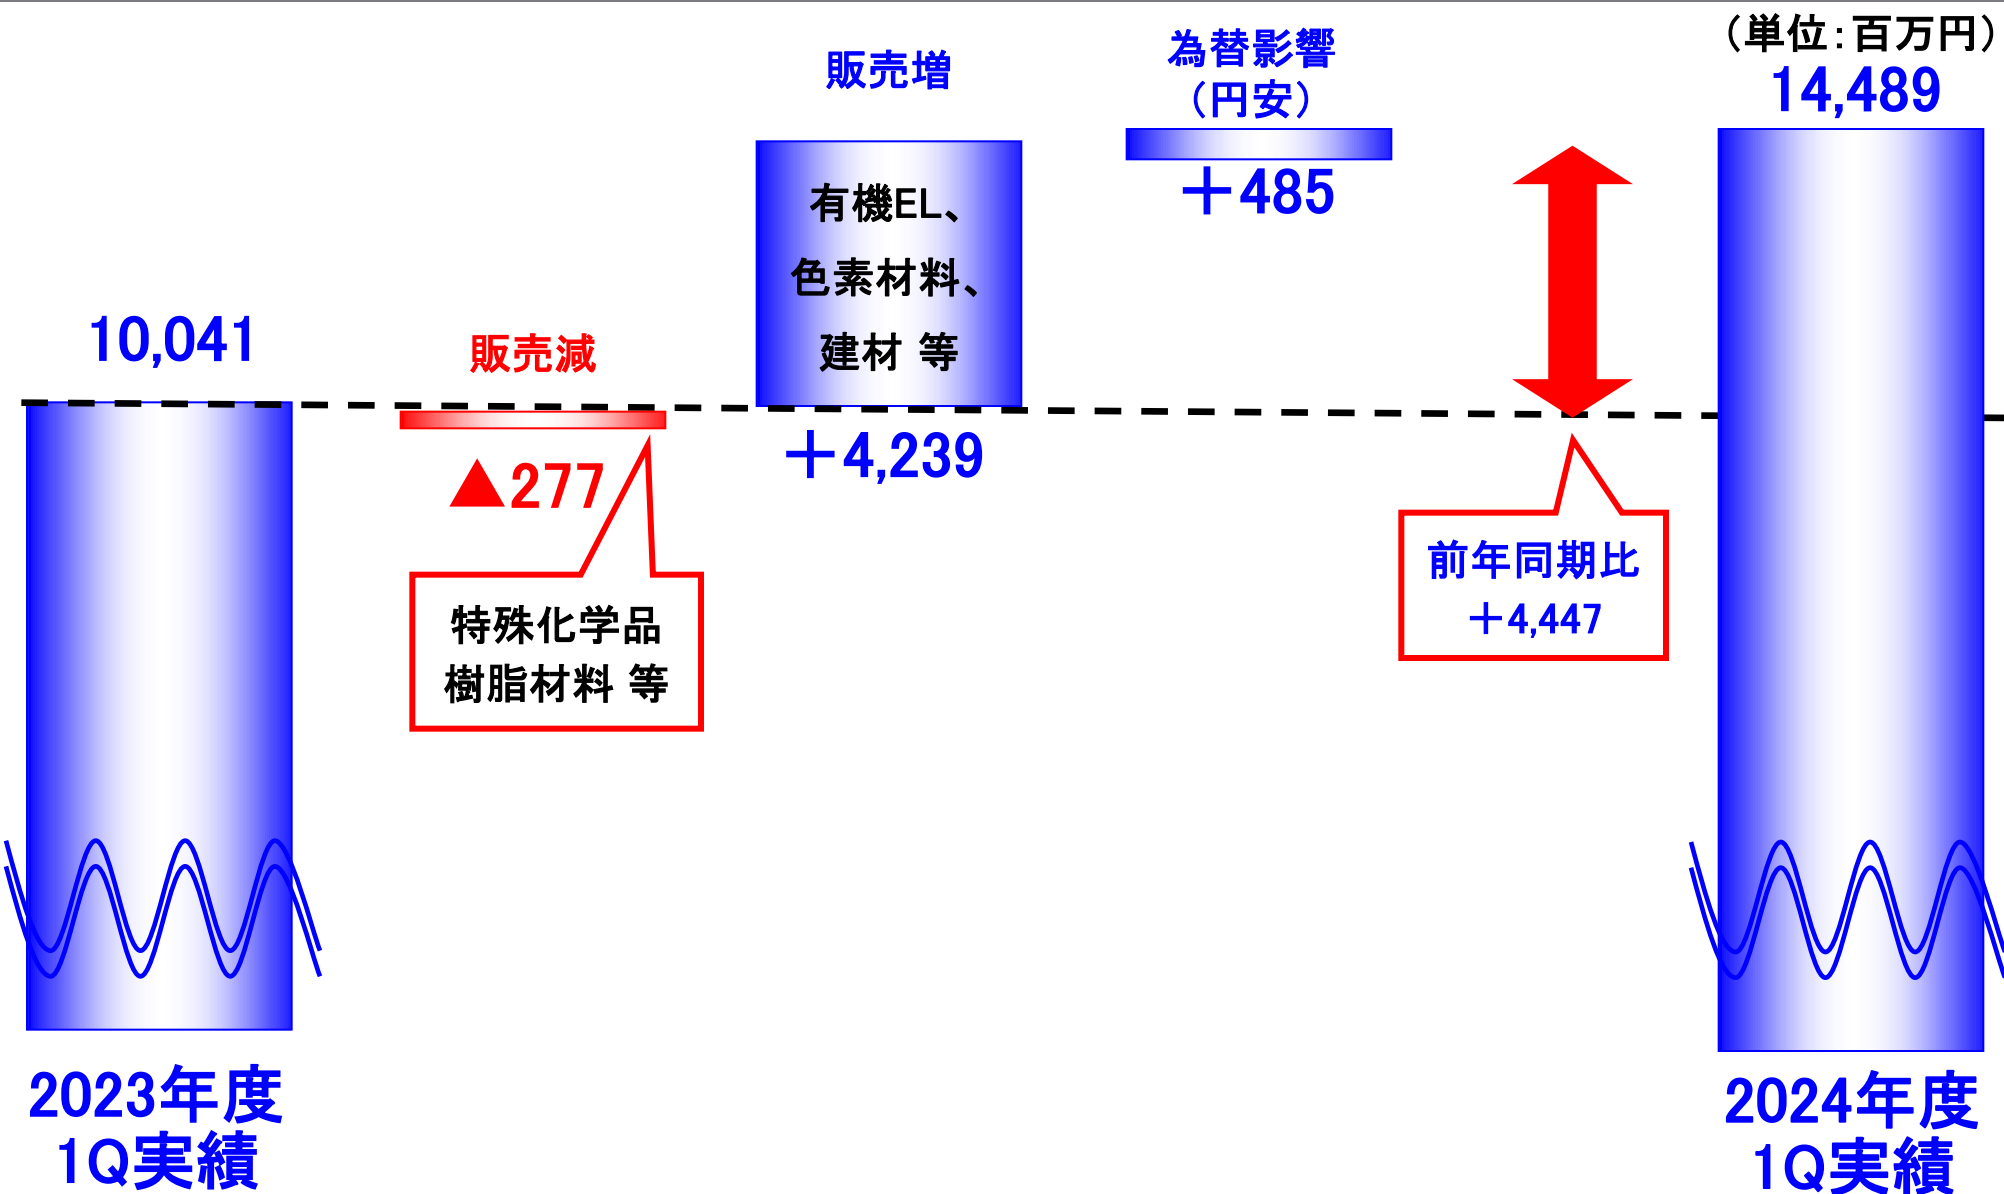 （単位：百万円）
10,041
販売減
▲277
特殊化学品
樹脂材料 等
販売増
有機EL、
色素材料、
建材 等
＋4,239
為替影響
（円安）
＋485
前年同期比
＋4,447
14,489
2023年度
1Q実績
2024年度
1Q実績